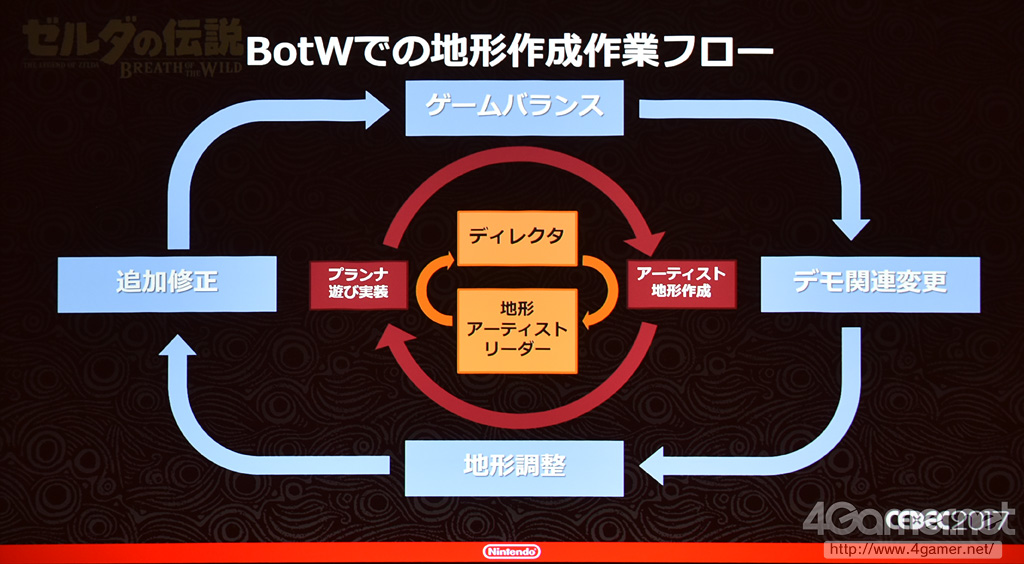 ゼルダの伝説
THE LEGEND OF ZELDA
BREATH OF THE WILD
BotWでの地形作成作業フロー
ゲームバランス
ディレクタ
追加修正
プランナ
遊び実装
アーティスト
地形作成
デモ関連変更
地形
アーティスト
リーダー
地形調整
4Gamer.net
CEDEC2017
Nintendo
http://www.4gamer.net/